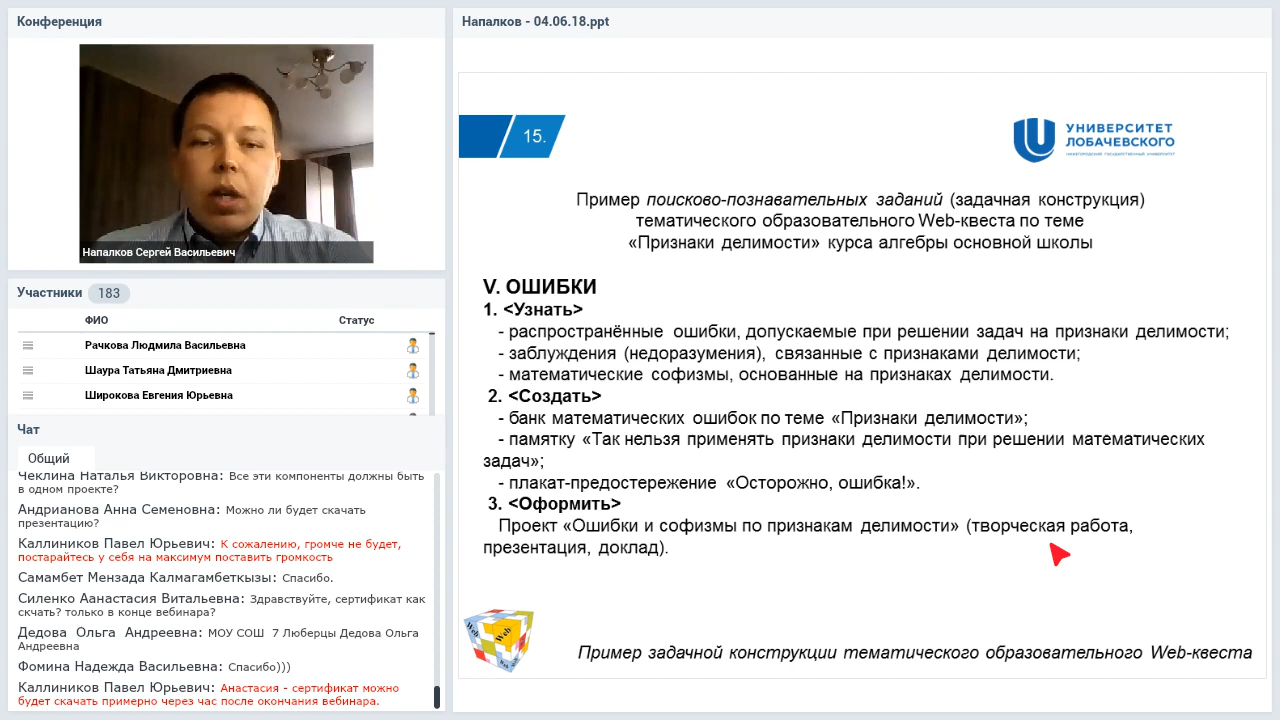 Конференция
Напалков Сергей Васильевич
Участники 183
ФИО Статус
Рачкова Людмила Васильевна
Шаура Татьяна Дмитриевна
Широкова Евгения Юрьевна
Чат
Общий
Чеклина Наталья Викторовна: Все эти компоненты должны быть
в одном проекте?
Андрианова Анна Семеновна: Можно ли будет скачать
презентацию?
Каллиников Павел Юрьевич: К сожалению, громче не будет,
постарайтесь у себя на максимум поставить громкость
Самамбет Мензада Калмагамбеткызы: Спасибо.
Силенко Аанастасия Витальевна: Здравствуйте, сертификат как
скчать? только в конце вебинара?
Дедова Ольга Андреевна: МОУ СОШ 7 Люберцы Дедова Ольга
Андреевна
Фомина Надежда Васильевна: Спасибо)))
Каллиников Павел Юрьевич: Анастасия - сертификат можно
будет скачать примерно через час после окончания вебинара.
Напалков - 04.06.18.ppt
15.
УНИВЕРСИТЕТ
ЛОБАЧЕВСКОГО
Пример поисково-познавательных заданий (задачная конструкция)
тематического образовательного Web-квеста по теме
«Признаки делимости» курса алгебры основной школы
V. ОШИБКИ
1. <Узнать>
- распространённые ошибки, допускаемые при решении задач на признаки делимости;
- заблуждения (недоразумения), связанные с признаками делимости;
- математические софизмы, основанные на признаках делимости.
2. <Создать>
- банк математических ошибок по теме «Признаки делимости»;
- памятку «Так нельзя применять признаки делимости при решении математических
задач»;
- плакат-предостережение «Осторожно, ошибка!».
3. <Оформить>
Проект «Ошибки и софизмы по признакам делимости» (творческая работа,
презентация, доклад).
Web
Web
Web
Пример задачной конструкции тематического образовательного Web-квеста